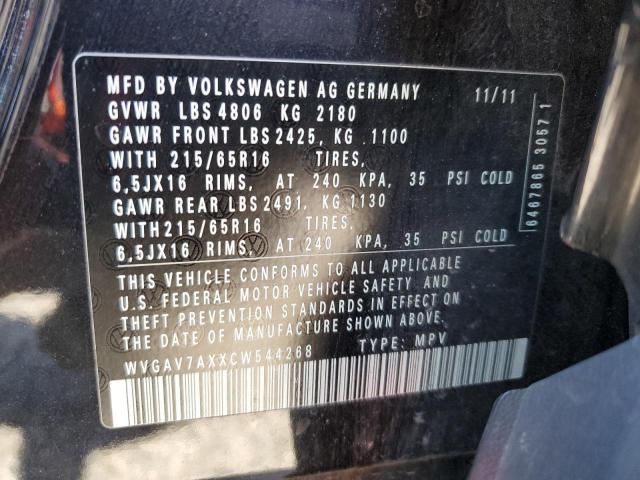 MFD BY VOLKSWAGEN AG GERMANY 11/11
GVWR LBS 4806 KG 2180
GAWR FRONT LBS 2425, KG 1100
WITH 215/65R16 TIRES,
6,5JX16 RIMS, AT 240 KPA, 35 PSI COLD
GAWR REAR LBS 2491, KG 1130
WITH 215/65R16 TIRES,
6,5JX16 RIMS, AT 240 KPA, 35 PSI COLD
THIS VEHICLE CONFORMS TO ALL APPLICABLE
U.S. FEDERAL MOTOR VEHICLE SAFETY AND
THEFT PREVENTION STANDARDS IN EFFECT ON
THE DATE OF MANUFACTURE SHOWN ABOVE.
WVGAV7AXXCW544268 TYPE: MPV
6467865 3057 1